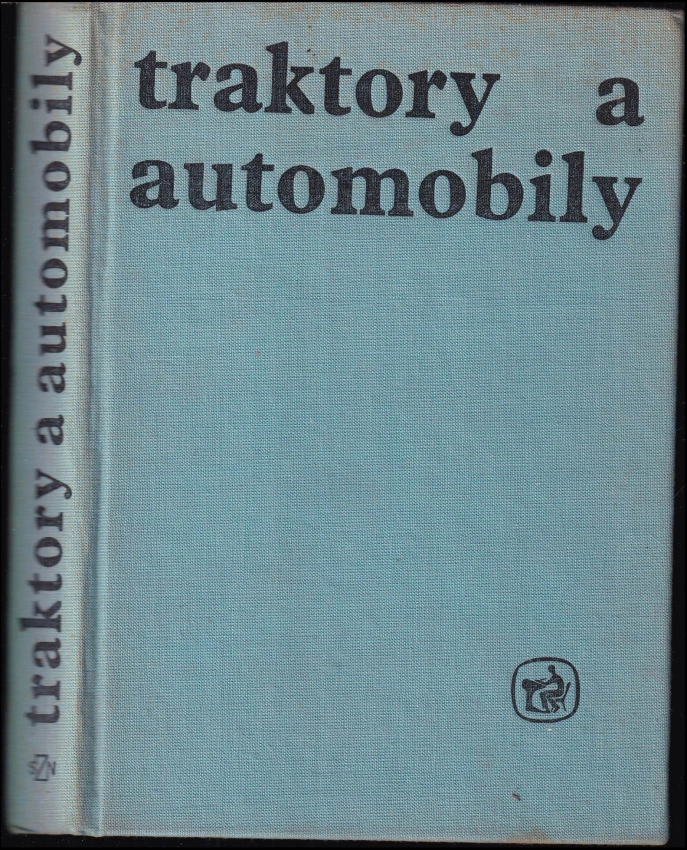 traktory a
automobily
traktory a automobily
SZN